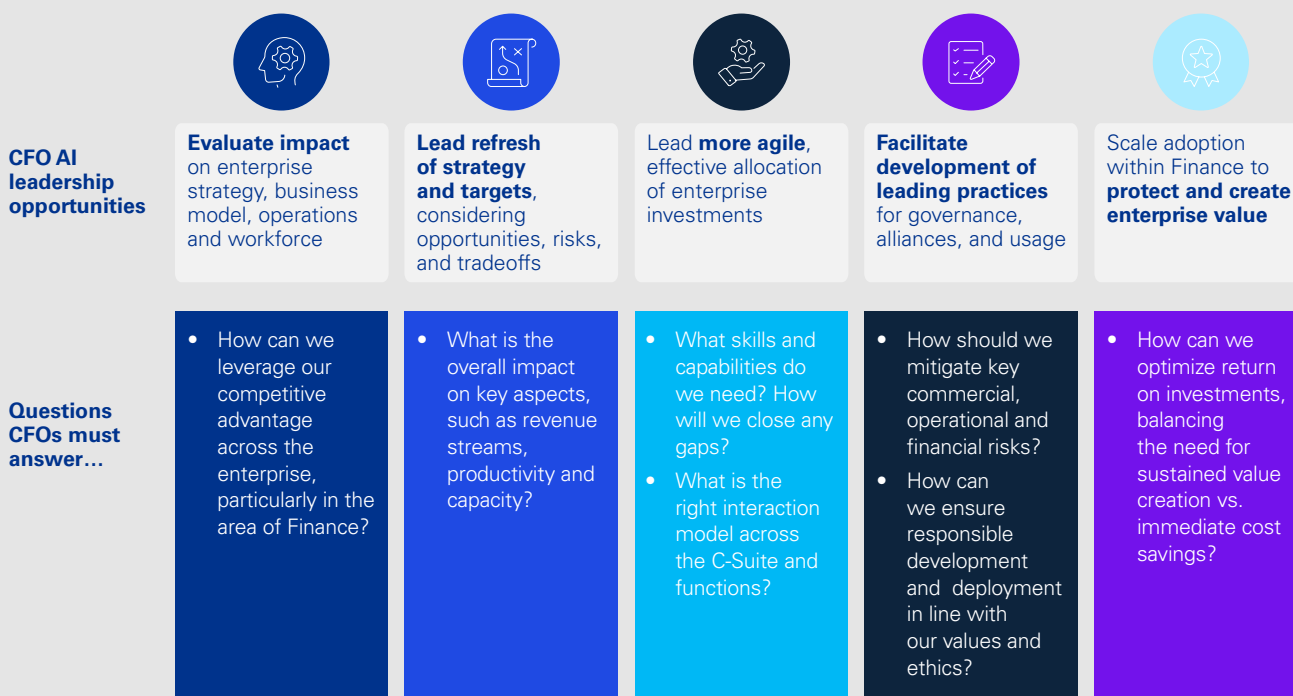 CFO AI
leadership
opportunities
Evaluate impact
on enterprise
strategy, business
model, operations
and workforce
Lead refresh
of strategy
and targets,
considering
opportunities, risks,
and tradeoffs
Lead more agile,
effective allocation
of enterprise
investments
Facilitate
development of
leading practices
for governance,
alliances, and usage
Scale adoption
within Finance to
protect and create
enterprise value
Questions
CFOs must
answer...
• How can we
leverage our
competitive
advantage
across the
enterprise,
particularly in the
area of Finance?
• What is the
overall impact
on key aspects,
such as revenue
streams,
productivity and
capacity?
• What skills and
capabilities do
we need? How
will we close any
gaps?
• What is the
right interaction
model across
the C-Suite and
functions?
• How should we
mitigate key
commercial,
operational and
financial risks?
• How can
we ensure
responsible
development
and deployment
in line with
our values and
ethics?
• How can we
optimize return
on investments,
balancing
the need for
sustained value
creation vs.
immediate cost
savings?